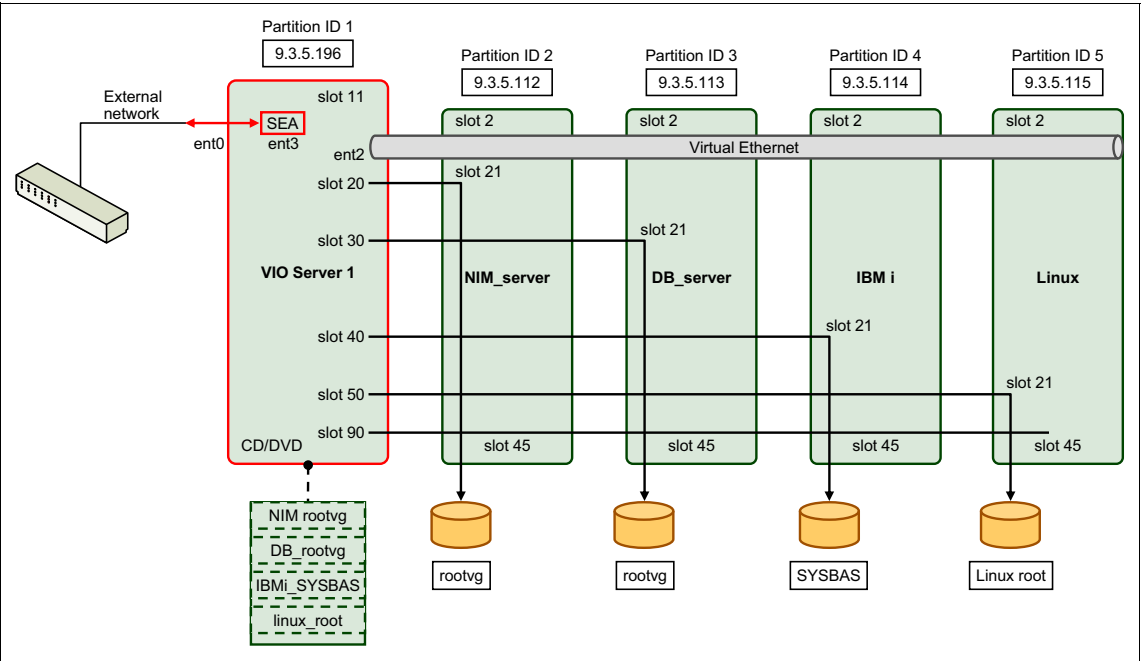 Partition ID 1
9.3.5.196
Partition ID 2
9.3.5.112
Partition ID 3
9.3.5.113
Partition ID 4
9.3.5.114
Partition ID 5
9.3.5.115
External
network
ent0
slot 11
SEA
ent3
ent2
slot 20
slot 30
VIO Server 1
slot 40
slot 50
slot 90
CD/DVD
Virtual Ethernet
slot 2
slot 21
NIM_server
slot 45
slot 2
slot 21
DB_server
slot 45
slot 2
IBM i
slot 21
slot 45
slot 2
Linux
slot 21
slot 45
NIM rootvg
DB_rootvg
IBMi_SYSBAS
linux_root
rootvg
rootvg
SYSBAS
Linux root